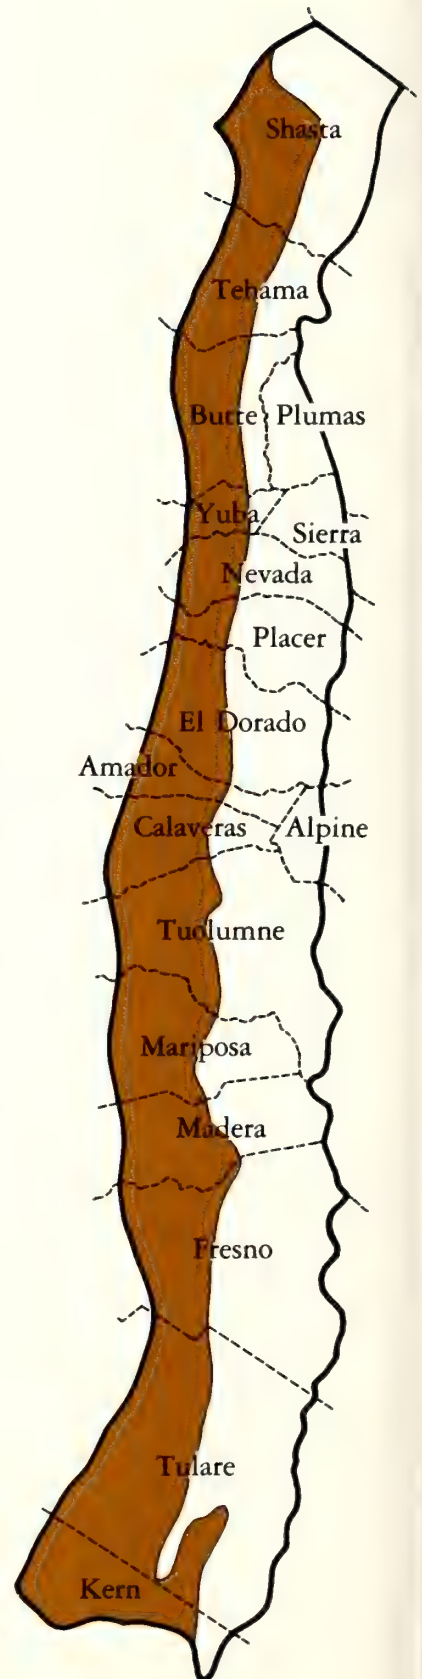 Shasta
Tehama
Butte Plumas
Yuba
Sierra
Nevada
Placer
El Dorado
Amador
Calaveras Alpine
Tuolumne
Mariposa
Madera
Fresno
Tulare
Kern